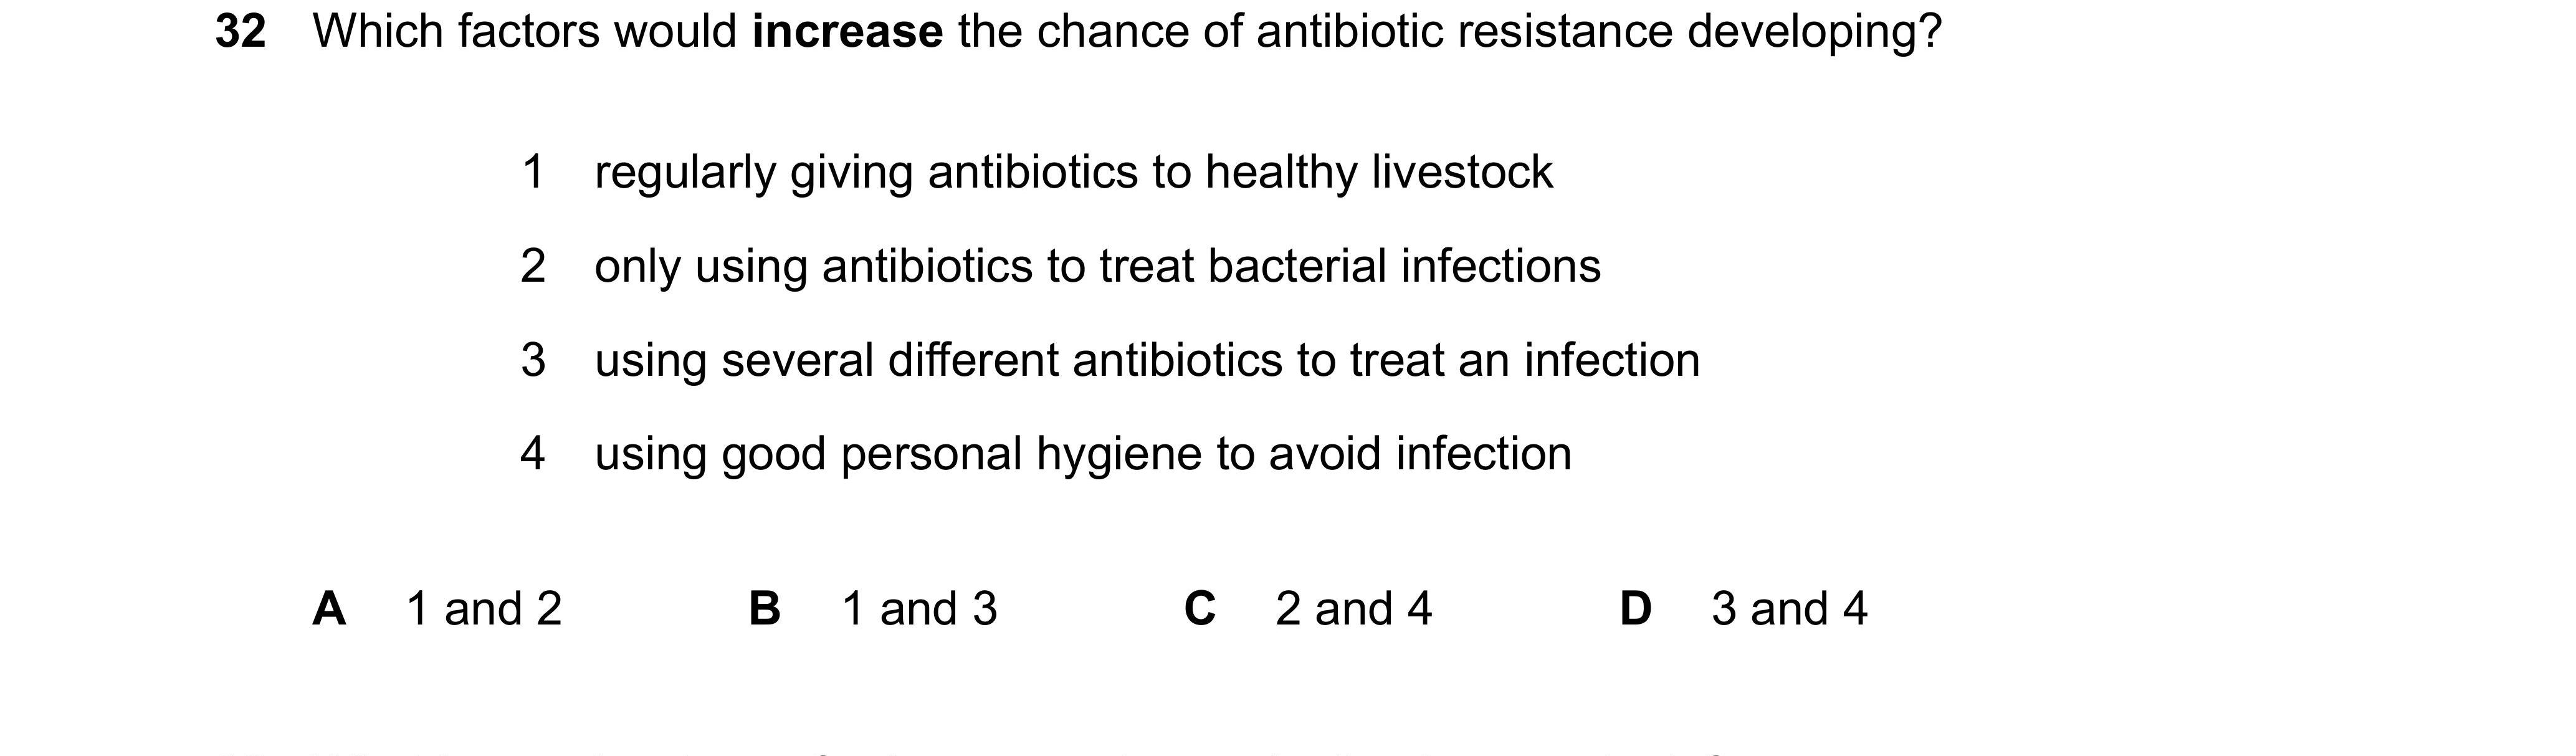 32 Which factors would increase the chance of antibiotic resistance developing?
1 regularly giving antibiotics to healthy livestock
2 only using antibiotics to treat bacterial infections
3 using several different antibiotics to treat an infection
4 using good personal hygiene to avoid infection
A 1 and 2 B 1 and 3 C 2 and 4 D 3 and 4